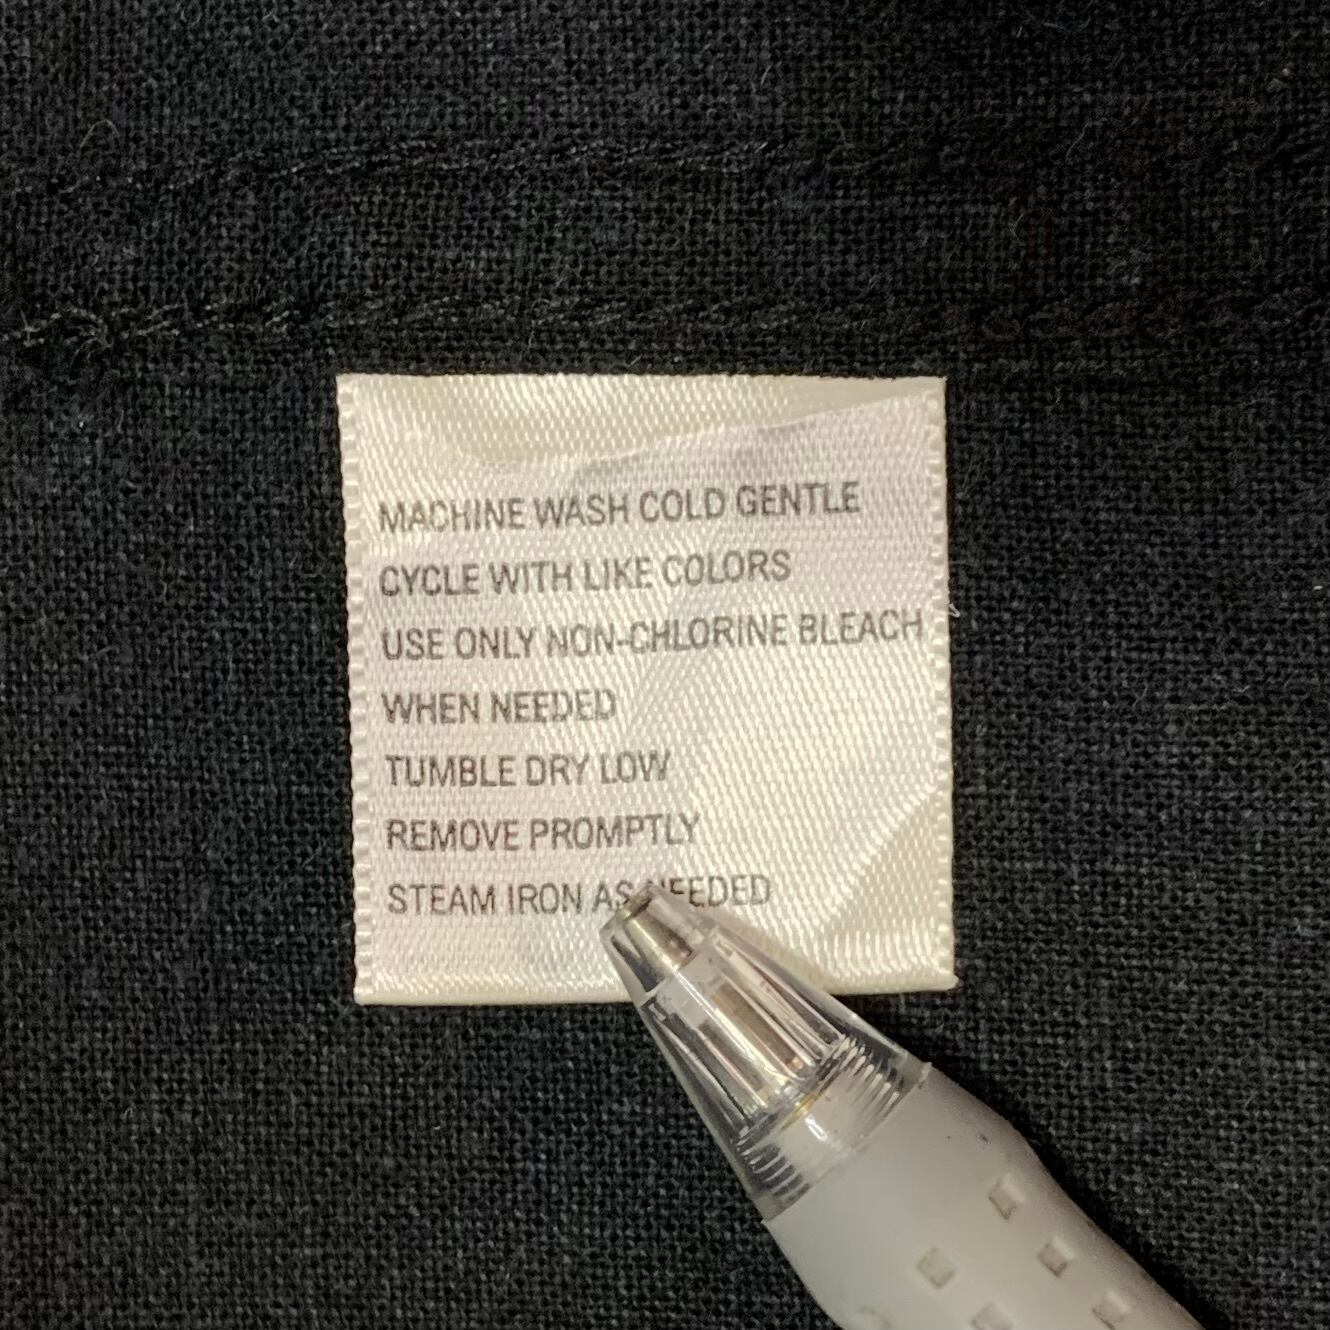 MACHINE WASH COLD GENTLE
CYCLE WITH LIKE COLORS
USE ONLY NON-CHLORINE BLEACH
WHEN NEEDED
TUMBLE DRY LOW
REMOVE PROMPTLY
STEAM IRON AS NEEDED